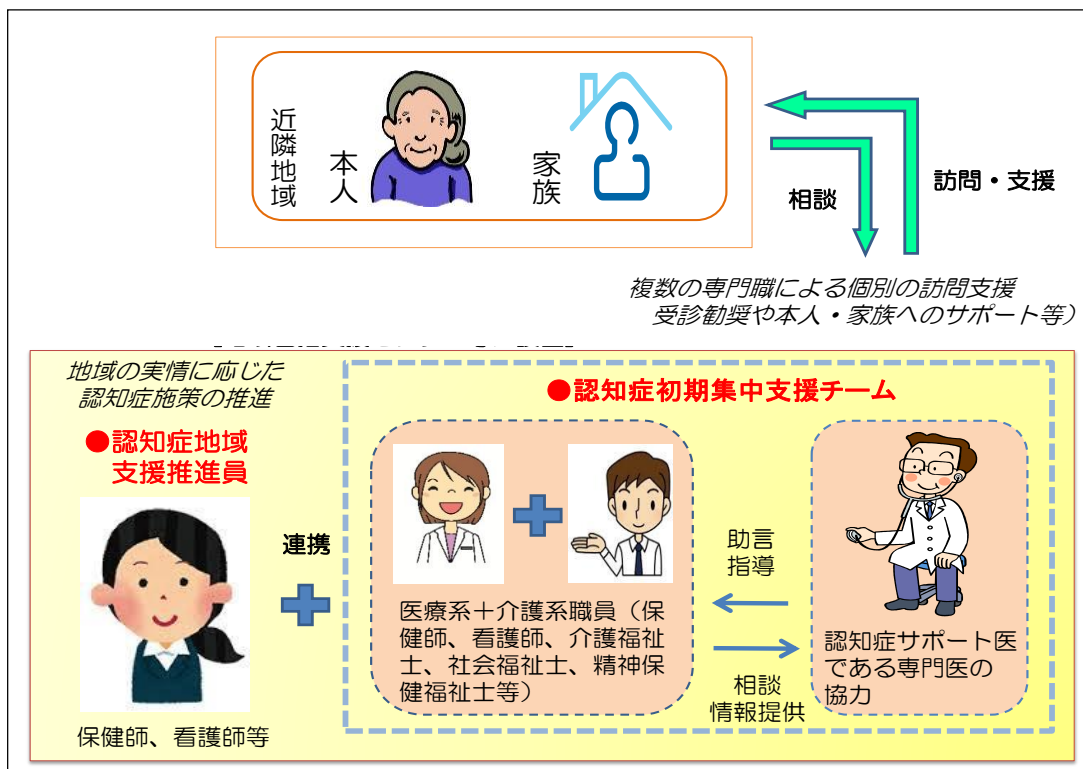 近隣地域
本人
家族
相談
訪問・支援
複数の専門職による個別の訪問支援
受診勧奨や本人・家族へのサポート等）
地域の実情に応じた
認知症施策の推進
●認知症地域
支援推進員
保健師、看護師等
連携
●認知症初期集中支援チーム
医療系＋介護系職員（保
健師、看護師、介護福祉
士、社会福祉士、精神保
健福祉士等）
助言
指導
相談
情報提供
認知症サポート医
である専門医の
協力